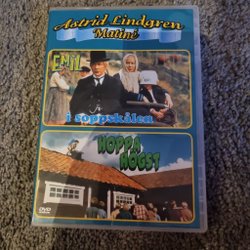 Astrid Lindgren
Matiné
EMIL
i soppskålen
HOPPA
HÖGST
DVD